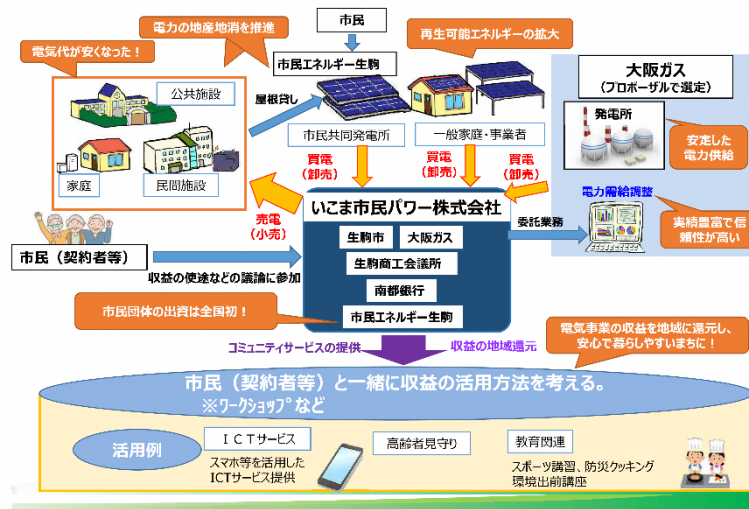 市民
電力の地産地消を推進
再生可能エネルギーの拡大
電気代が安くなった！
市民エネルギー生駒
大阪ガス
（プロポーザルで選定）
公共施設
屋根貸し
発電所
市民共同発電所
一般家庭・事業者
安定した
電力供給
家庭
民間施設
買電
（卸売）
買電
（卸売）
買電
（卸売）
電力需給調整
売電
（小売）
いこま市民パワー株式会社
委託業務
実績豊富で信
頼性が高い
生駒市
大阪ガス
市民（契約者等）
生駒商工会議所
収益の使途などの議論に参加
南都銀行
市民団体の出資は全国初！
市民エネルギー生駒
電気事業の収益を地域に還元し、
安心で暮らしやすいまちに！
コミュニティサービスの提供
収益の地域還元
市民（契約者等）と一緒に収益の活用方法を考える。
※ワークショップなど
活用例
ＩＣＴサービス
高齢者見守り
教育関連
スマホ等を活用した
ICTサービス提供
スポーツ講習、防災クッキング
環境出前講座